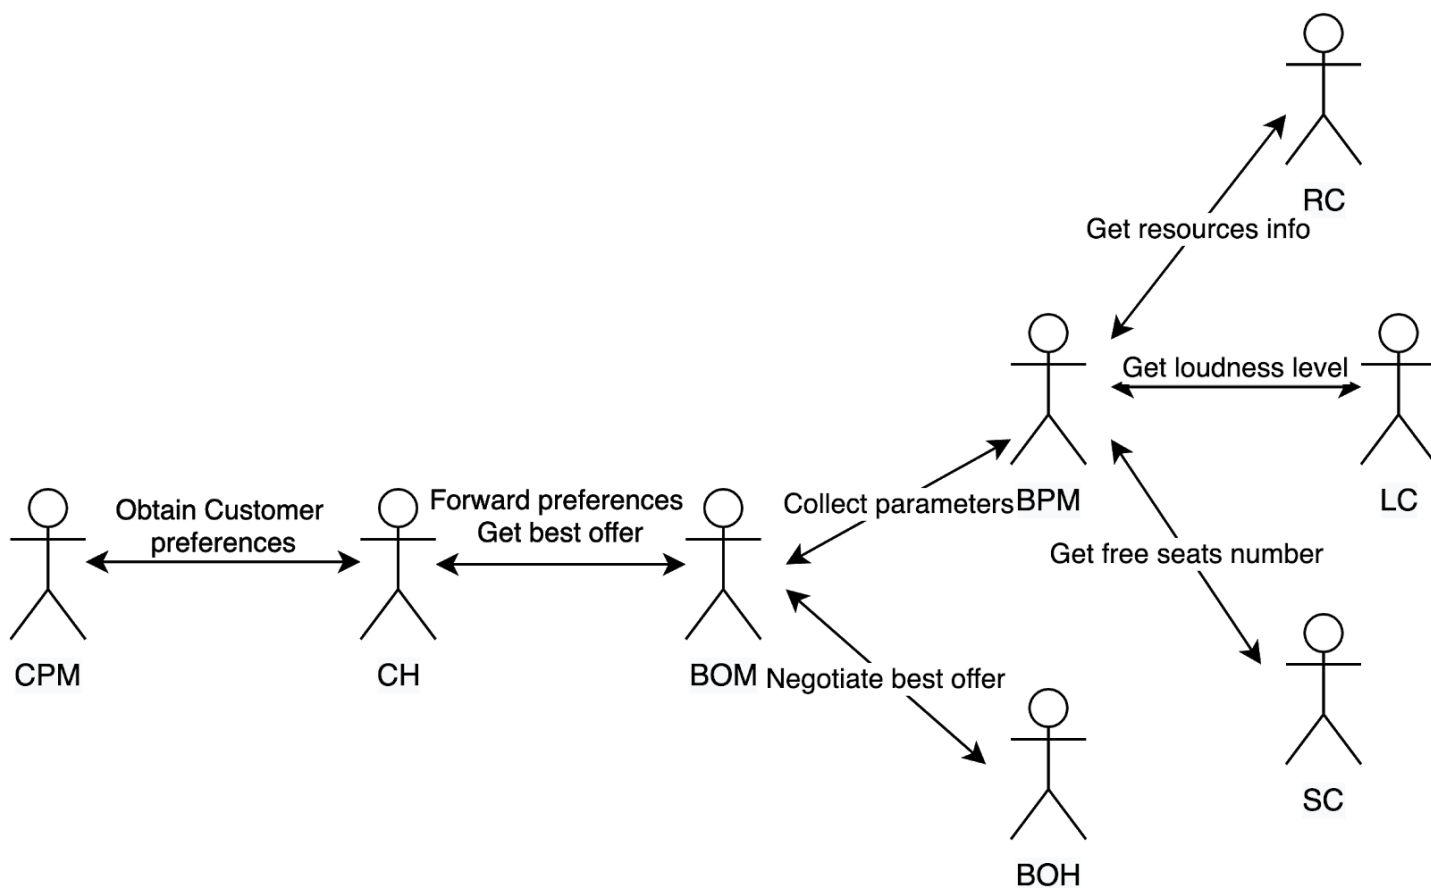 RC
Get resources info
Get loudness level
BPM
LC
Obtain Customer
preferences
Forward preferences
Get best offer
Collect parameters
Get free seats number
CPM
CH
BOM
Negotiate best offer
SC
BOH